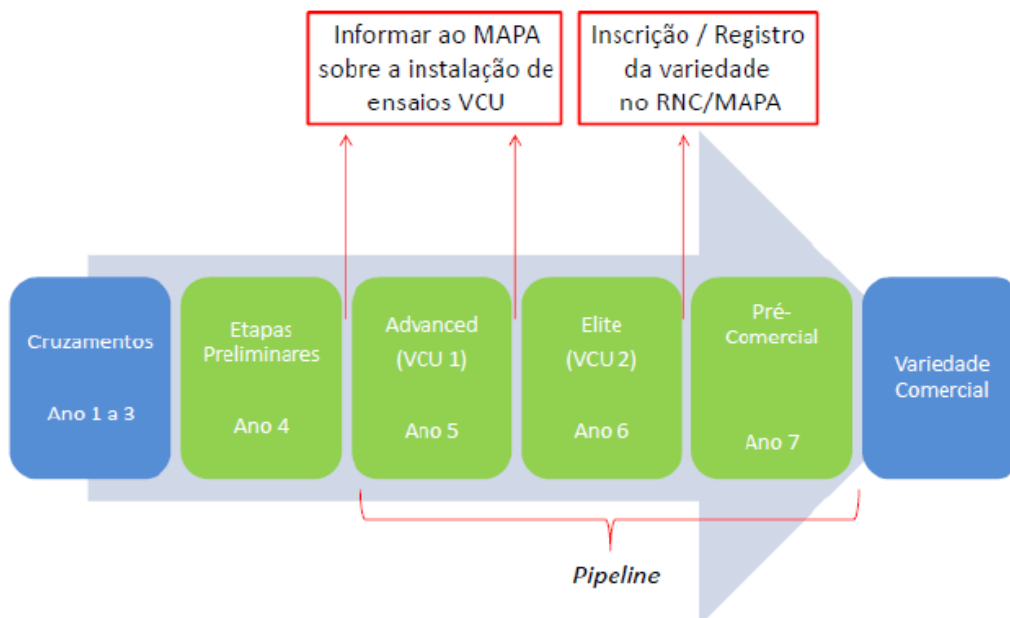 Informar ao MAPA
sobre a instalação de
ensaios VCU
Inscrição / Registro
da variedade
no RNC/MAPA
Cruzamentos
Ano 1 a 3
Etapas
Preliminares
Ano 4
Advanced
(VCU 1)
Ano 5
Elite
(VCU 2)
Ano 6
Pré-
Comercial
Ano 7
Variedade
Comercial
Pipeline